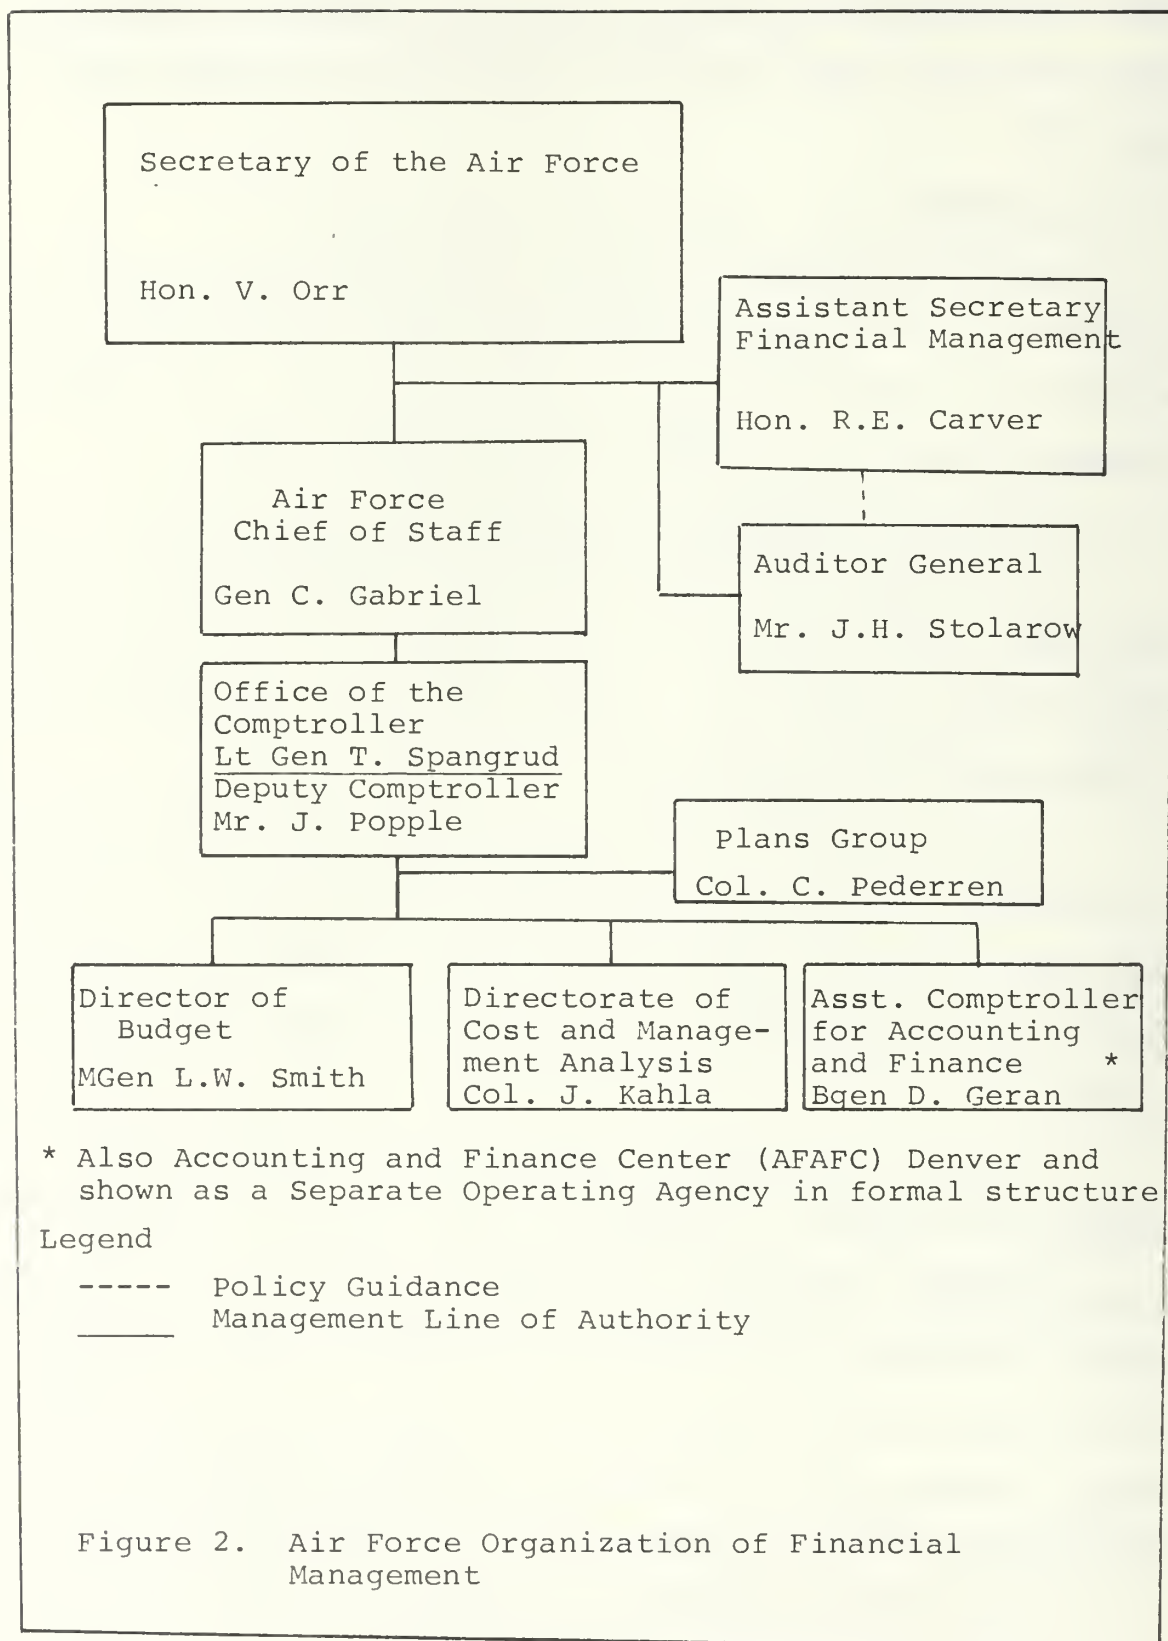 Secretary of the Air Force
Hon. V. Orr
Assistant Secretary
Financial Management
Hon. R.E. Carver
Air Force
Chief of Staff
Gen C. Gabriel
Auditor General
Mr. J.H. Stolarow
Office of the
Comptroller
Lt Gen T. Spangrud
Deputy Comptroller
Mr. J. Popple
Plans Group
Col. C. Pederren
Director of
Budget
MGen L.W. Smith
Directorate of
Cost and Manage-
ment Analysis
Col. J. Kahla
Asst. Comptroller
for Accounting
and Finance *
Bgen D. Geran
* Also Accounting and Finance Center (AFAFC) Denver and
shown as a Separate Operating Agency in formal structure
Legend
----- Policy Guidance
_____ Management Line of Authority
Figure 2. Air Force Organization of Financial
Management